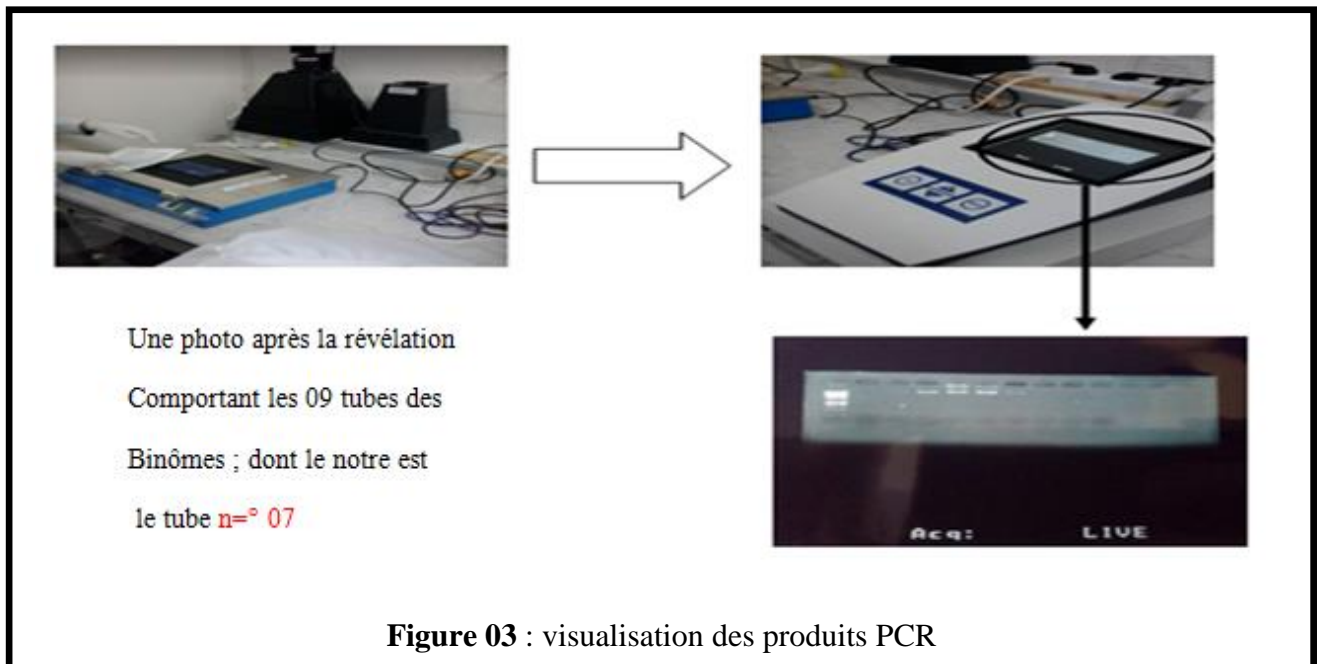 Une photo après la révélation
Comportant les 09 tubes des
Binômes ; dont le notre est
le tube n=° 07
Acq: LIVE
Figure 03 : visualisation des produits PCR